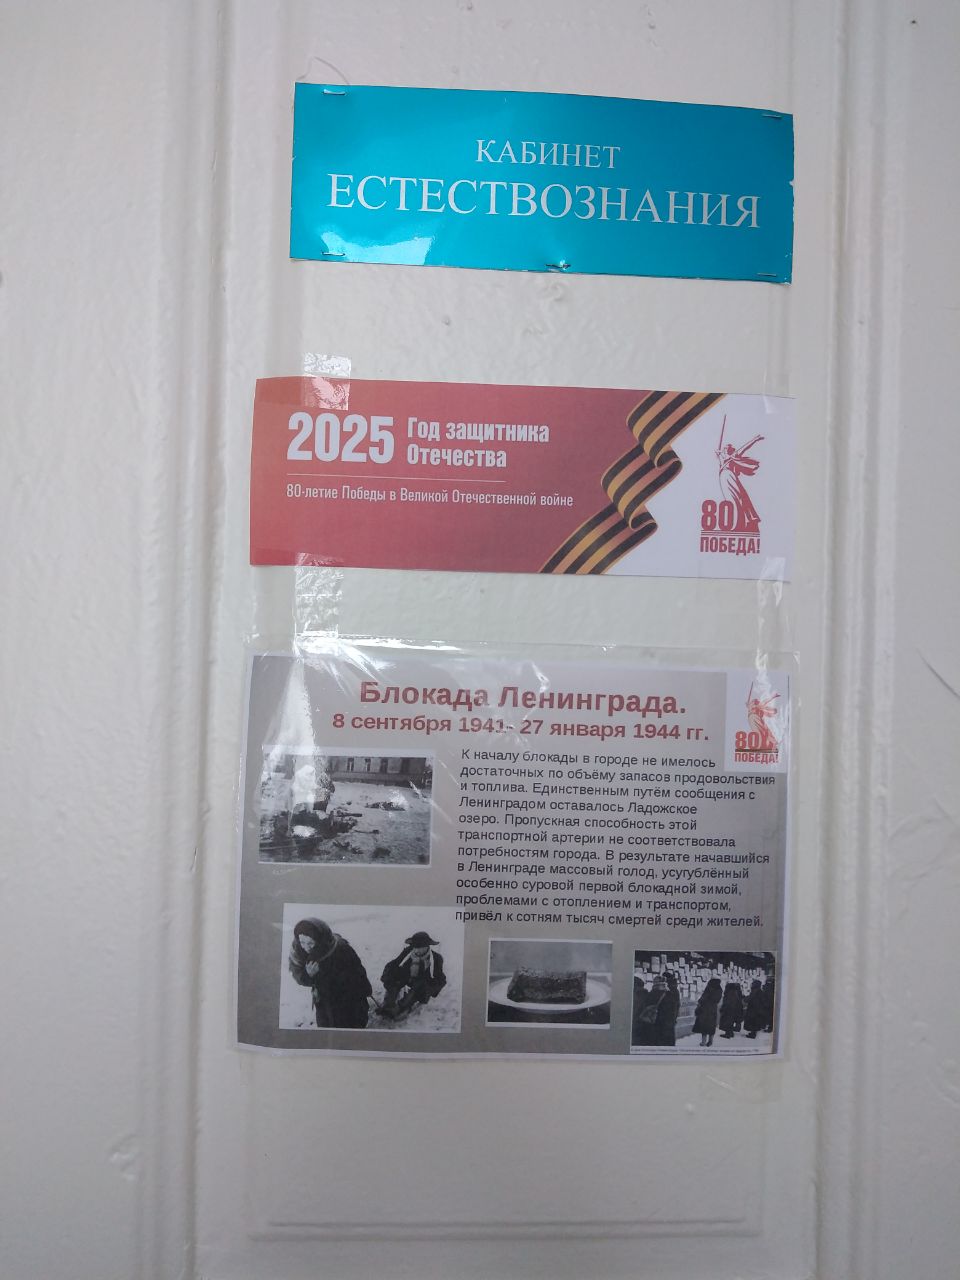 КАБИНЕТ
ЕСТЕСТВОЗНАНИЯ
2025 Год защитника
Отечества
80-летие Победы в Великой Отечественной войне
80
ПОБЕДА!
Блокада Ленинграда.
8 сентября 1941- 27 января 1944 гг.
80
ПОБЕДА!
К началу блокады в городе не имелось
достаточных по объёму запасов продовольствия
и топлива. Единственным путём сообщения с
Ленинградом оставалось Ладожское
озеро. Пропускная способность этой
транспортной артерии не соответствовала
потребностям города. В результате начавшийся
в Ленинграде массовый голод, усугублённый
особенно суровой первой блокадной зимой,
проблемами с отоплением и транспортом,
привёл к сотням тысяч смертей среди жителей.